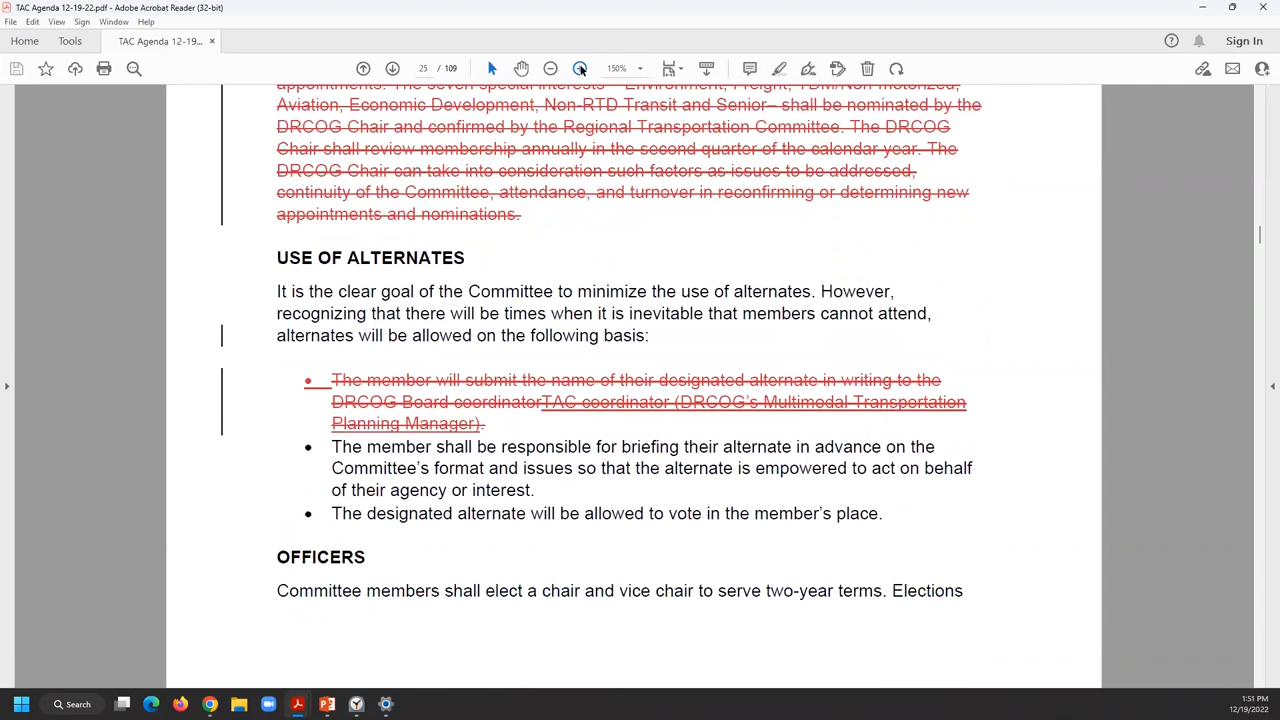 TAC Agenda 12-19-22.pdf - Adobe Acrobat Reader (32-bit)
File Edit View Sign Window Help
Home Tools TAC Agenda 12-19... × Sign In
25 / 109 150%
appointments. The seven special interests – Environment, Freight, TDM/Non-motorized,
Aviation, Economic Development, Non-RTD Transit and Senior– shall be nominated by the
DRCOG Chair and confirmed by the Regional Transportation Committee. The DRCOG
Chair shall review membership annually in the second quarter of the calendar year. The
DRCOG Chair can take into consideration such factors as issues to be addressed,
continuity of the Committee, attendance, and turnover in reconfirming or determining new
appointments and nominations.
USE OF ALTERNATES
It is the clear goal of the Committee to minimize the use of alternates. However,
recognizing that there will be times when it is inevitable that members cannot attend,
alternates will be allowed on the following basis:
• The member will submit the name of their designated alternate in writing to the
DRCOG Board coordinatorTAC coordinator (DRCOG's Multimodal Transportation
Planning Manager).
• The member shall be responsible for briefing their alternate in advance on the
Committee's format and issues so that the alternate is empowered to act on behalf
of their agency or interest.
• The designated alternate will be allowed to vote in the member's place.
OFFICERS
Committee members shall elect a chair and vice chair to serve two-year terms. Elections
Search
1:51 PM
12/19/2022